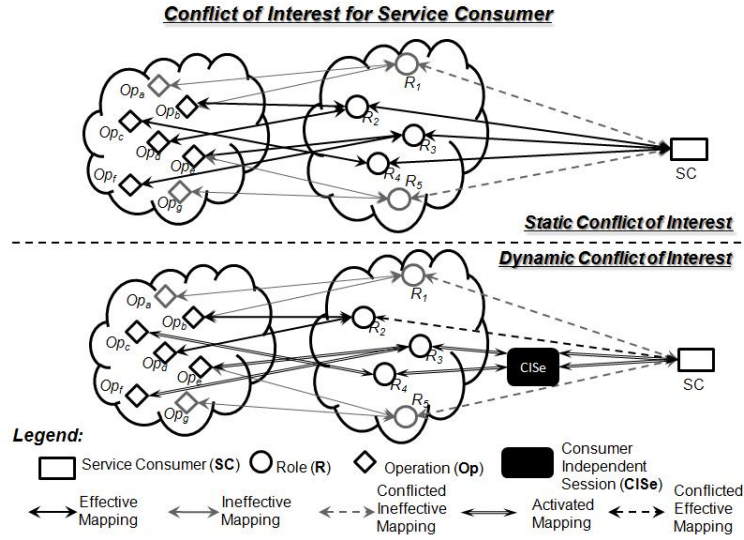 Conflict of Interest for Service Consumer
Opa
Opb
Opc
Opd
Ope
Opf
Opg
R1
R2
R3
R4
R5
SC
Static Conflict of Interest
Dynamic Conflict of Interest
Opa
Opb
Opc
Opd
Ope
Opf
Opg
R1
R2
R3
R4
R5
CISe
SC
Legend:
Service Consumer (SC)
Role (R)
Operation (Op)
Consumer
Independent
Session (CISe)
Effective
Mapping
Ineffective
Mapping
Conflicted
Ineffective
Mapping
Activated
Mapping
Conflicted
Effective
Mapping